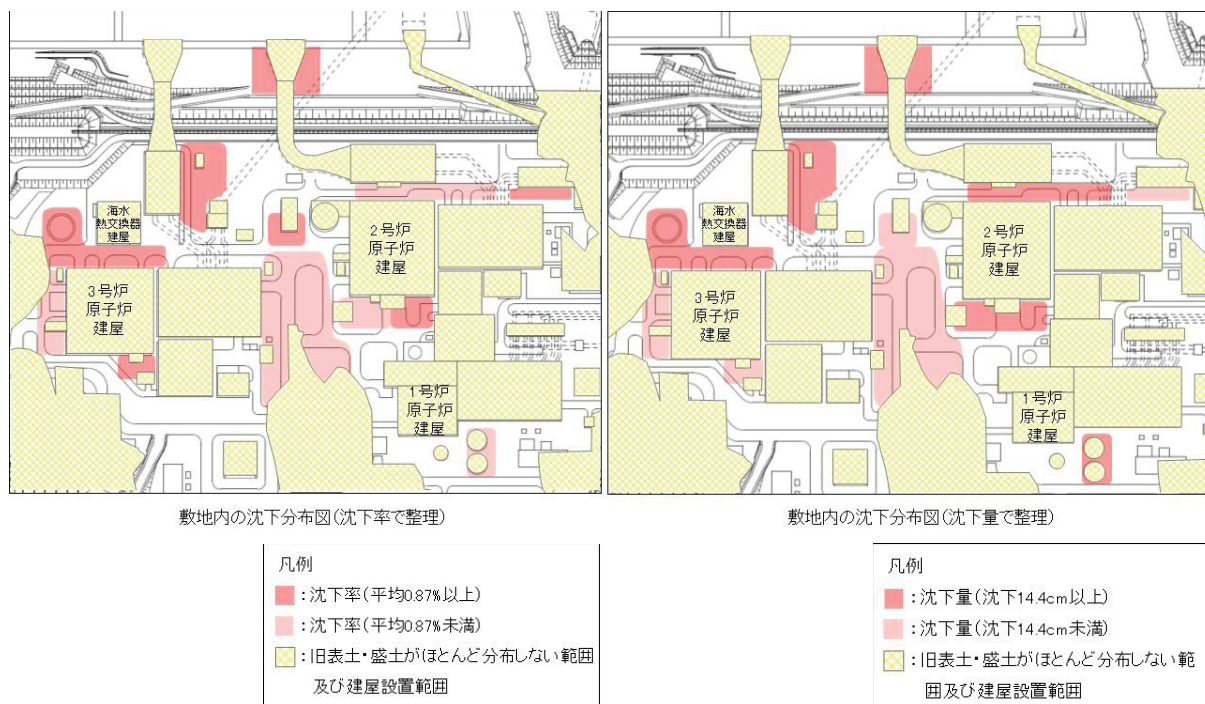 海水
熱交換器
建屋
2号炉
原子炉
建屋
3号炉
原子炉
建屋
1号炉
原子炉
建屋
敷地内の沈下分布図(沈下率で整理)
凡例
:沈下率(平均0.87%以上)
:沈下率(平均0.87%未満)
:旧表土・盛土がほとんど分布しない範囲
及び建屋設置範囲
海水
熱交換器
建屋
2号炉
原子炉
建屋
3号炉
原子炉
建屋
1号炉
原子炉
建屋
敷地内の沈下分布図(沈下量で整理)
凡例
:沈下量(沈下14.4cm以上)
:沈下量(沈下14.4cm未満)
:旧表土・盛土がほとんど分布しない範
囲及び建屋設置範囲